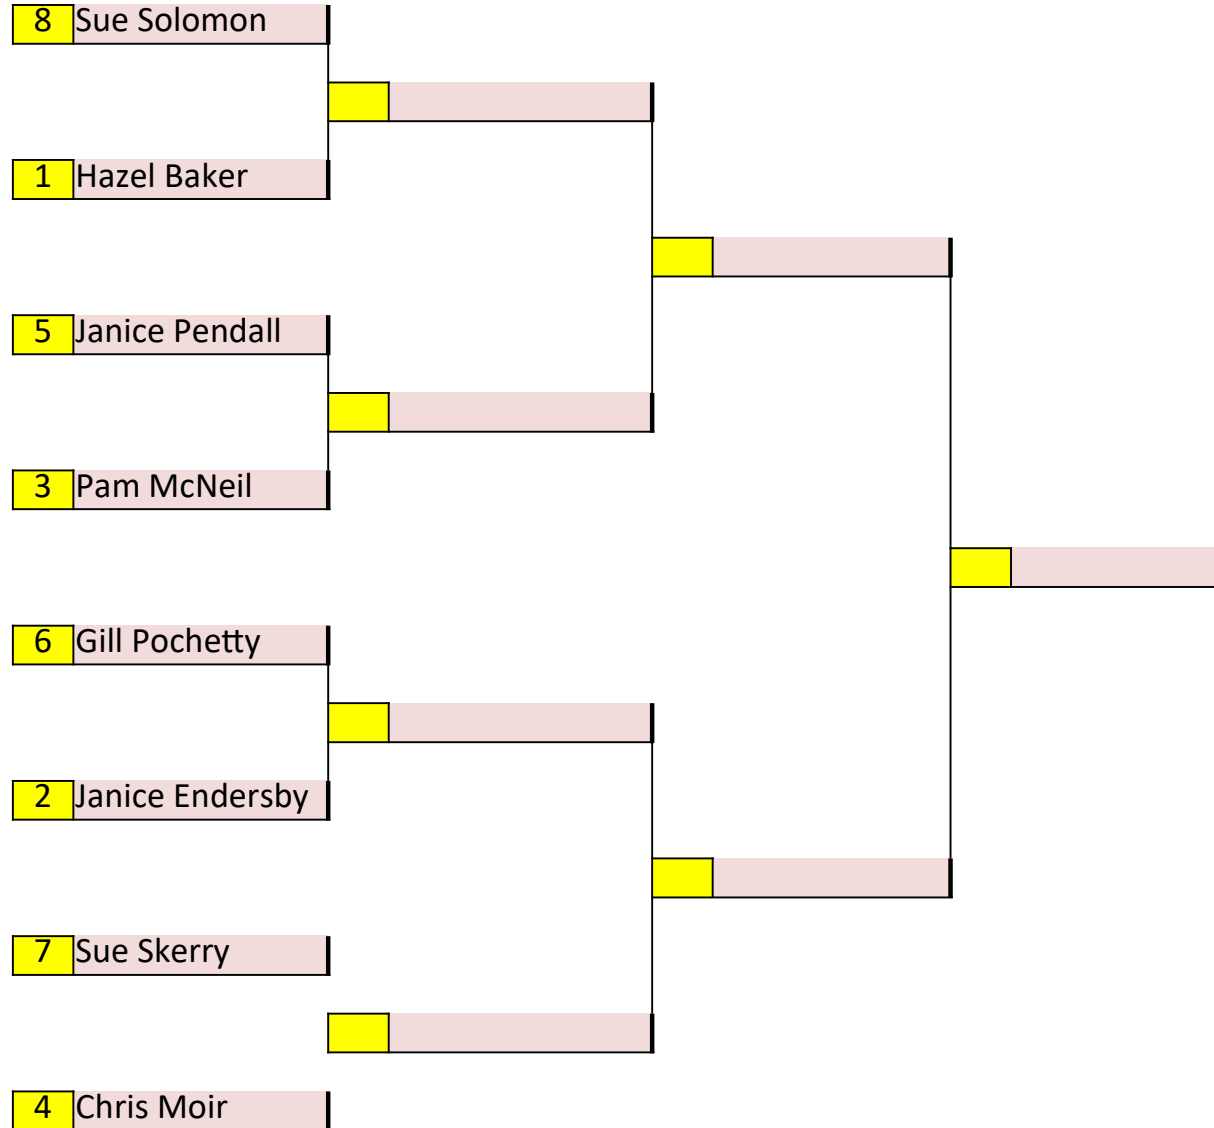 8 Sue Solomon
1 Hazel Baker
5 Janice Pendall
3 Pam McNeil
6 Gill Pochetty
2 Janice Endersby
7 Sue Skerry
4 Chris Moir